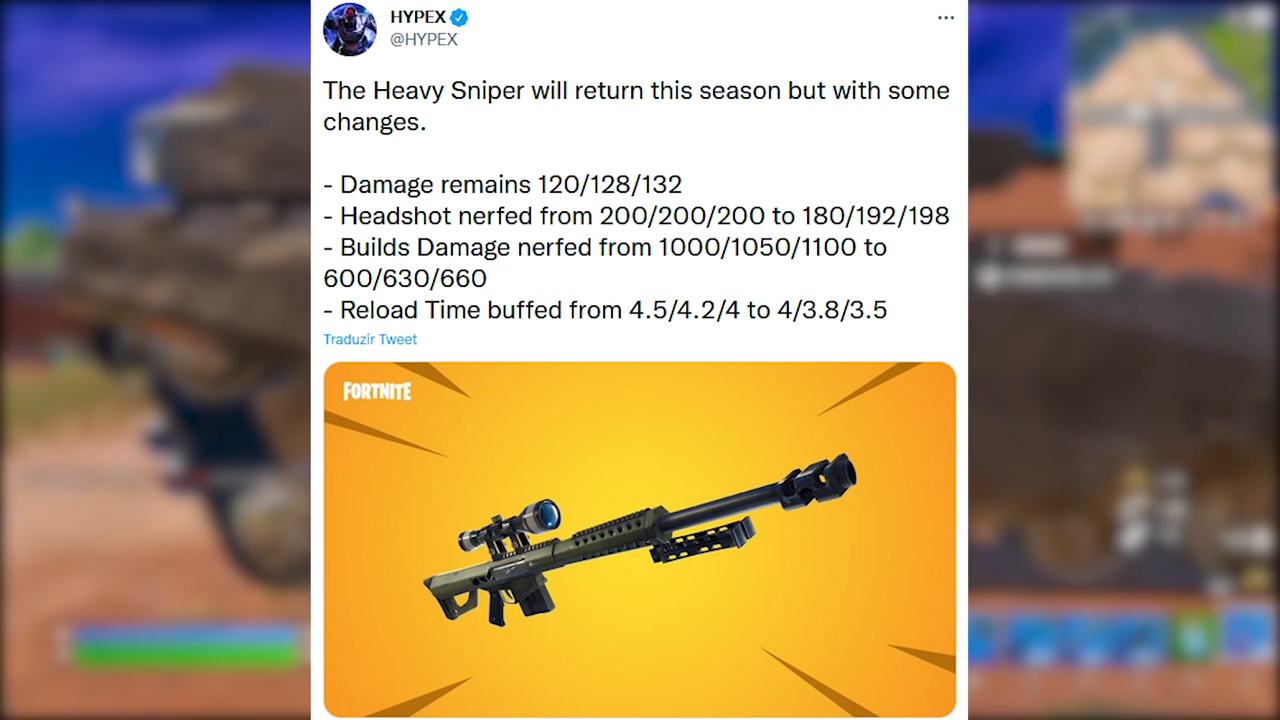 HYPEX
@HYPEX
The Heavy Sniper will return this season but with some
changes.
- Damage remains 120/128/132
- Headshot nerfed from 200/200/200 to 180/192/198
- Builds Damage nerfed from 1000/1050/1100 to
600/630/660
- Reload Time buffed from 4.5/4.2/4 to 4/3.8/3.5
Traduzir Tweet
FORTNITE